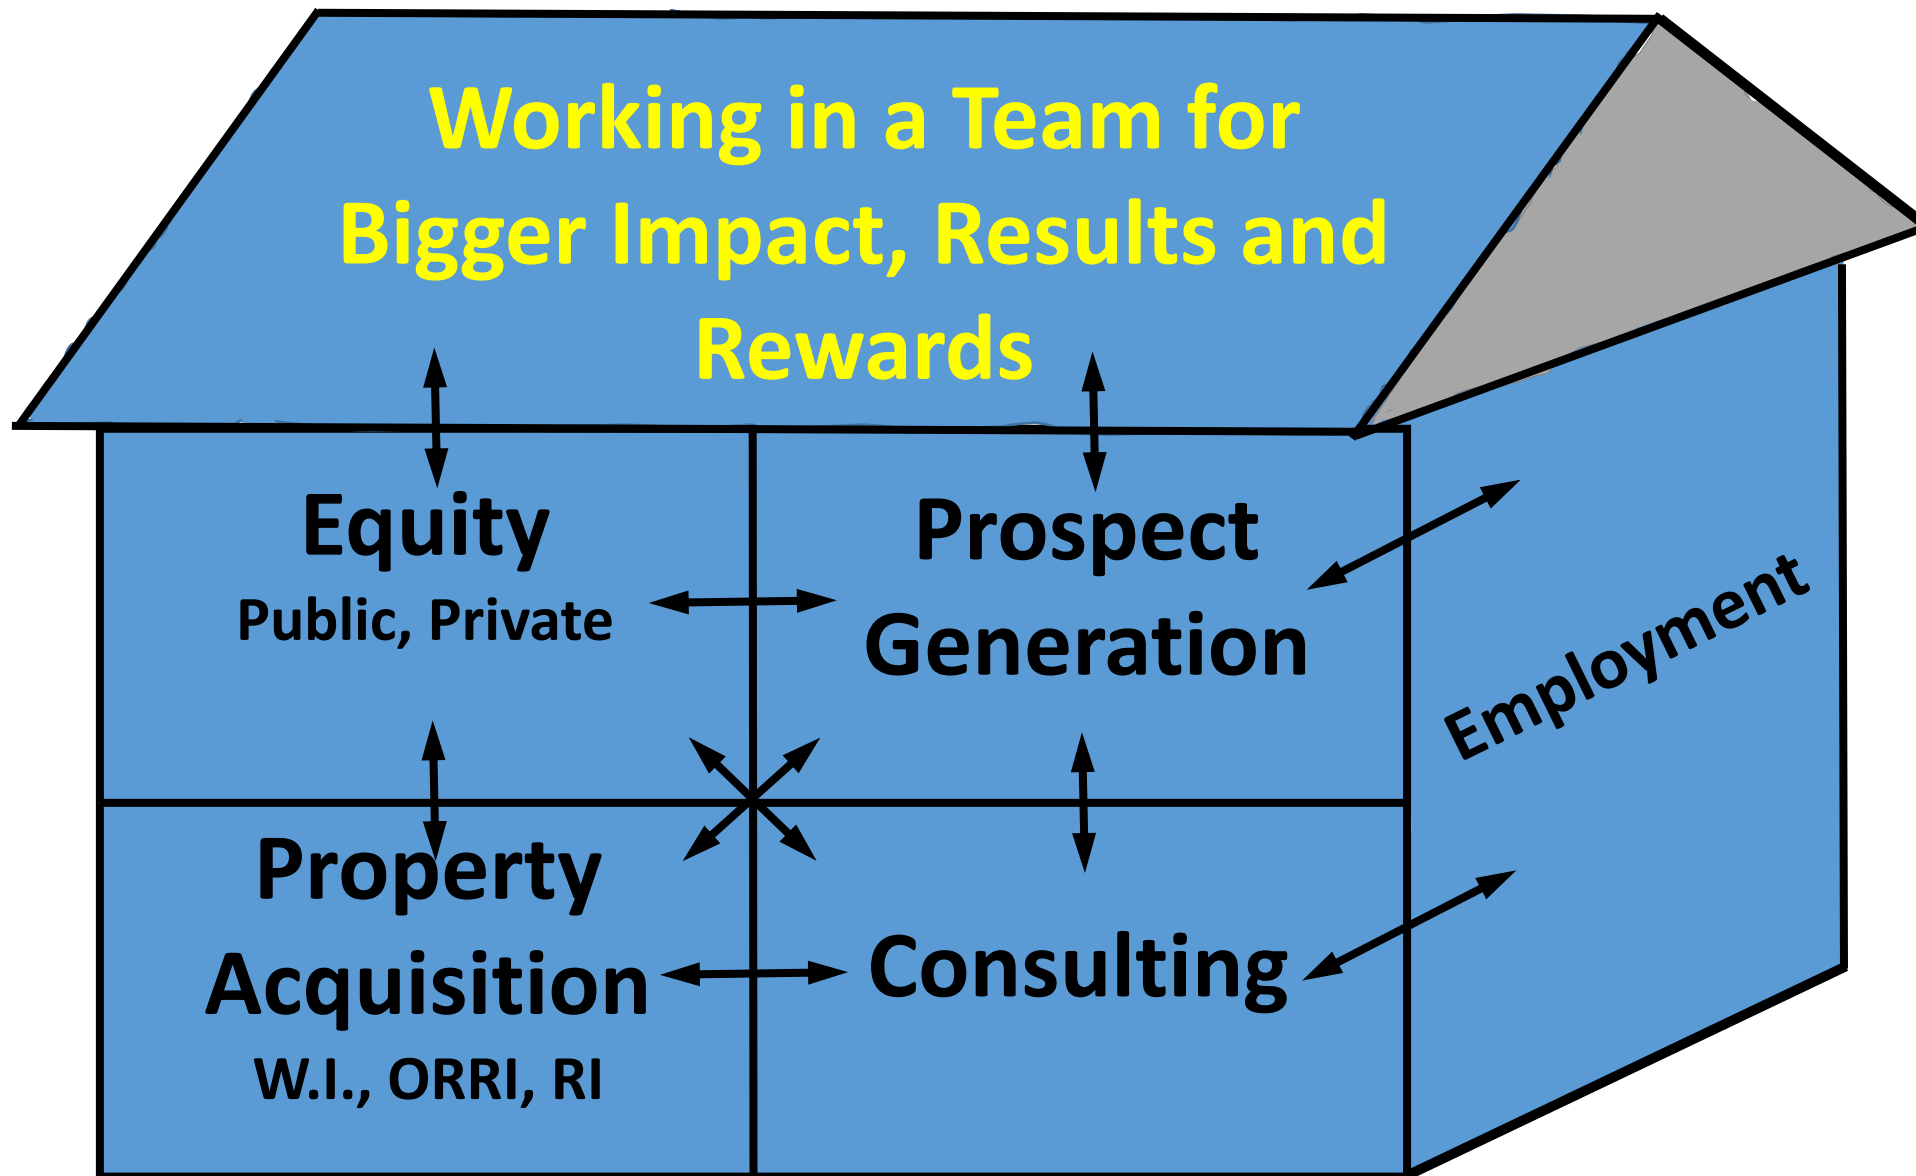 Working in a Team for
Bigger Impact, Results and
Rewards
Equity
Public, Private
Prospect
Generation
Employment
Property
Acquisition
W.I., ORRI, RI
Consulting